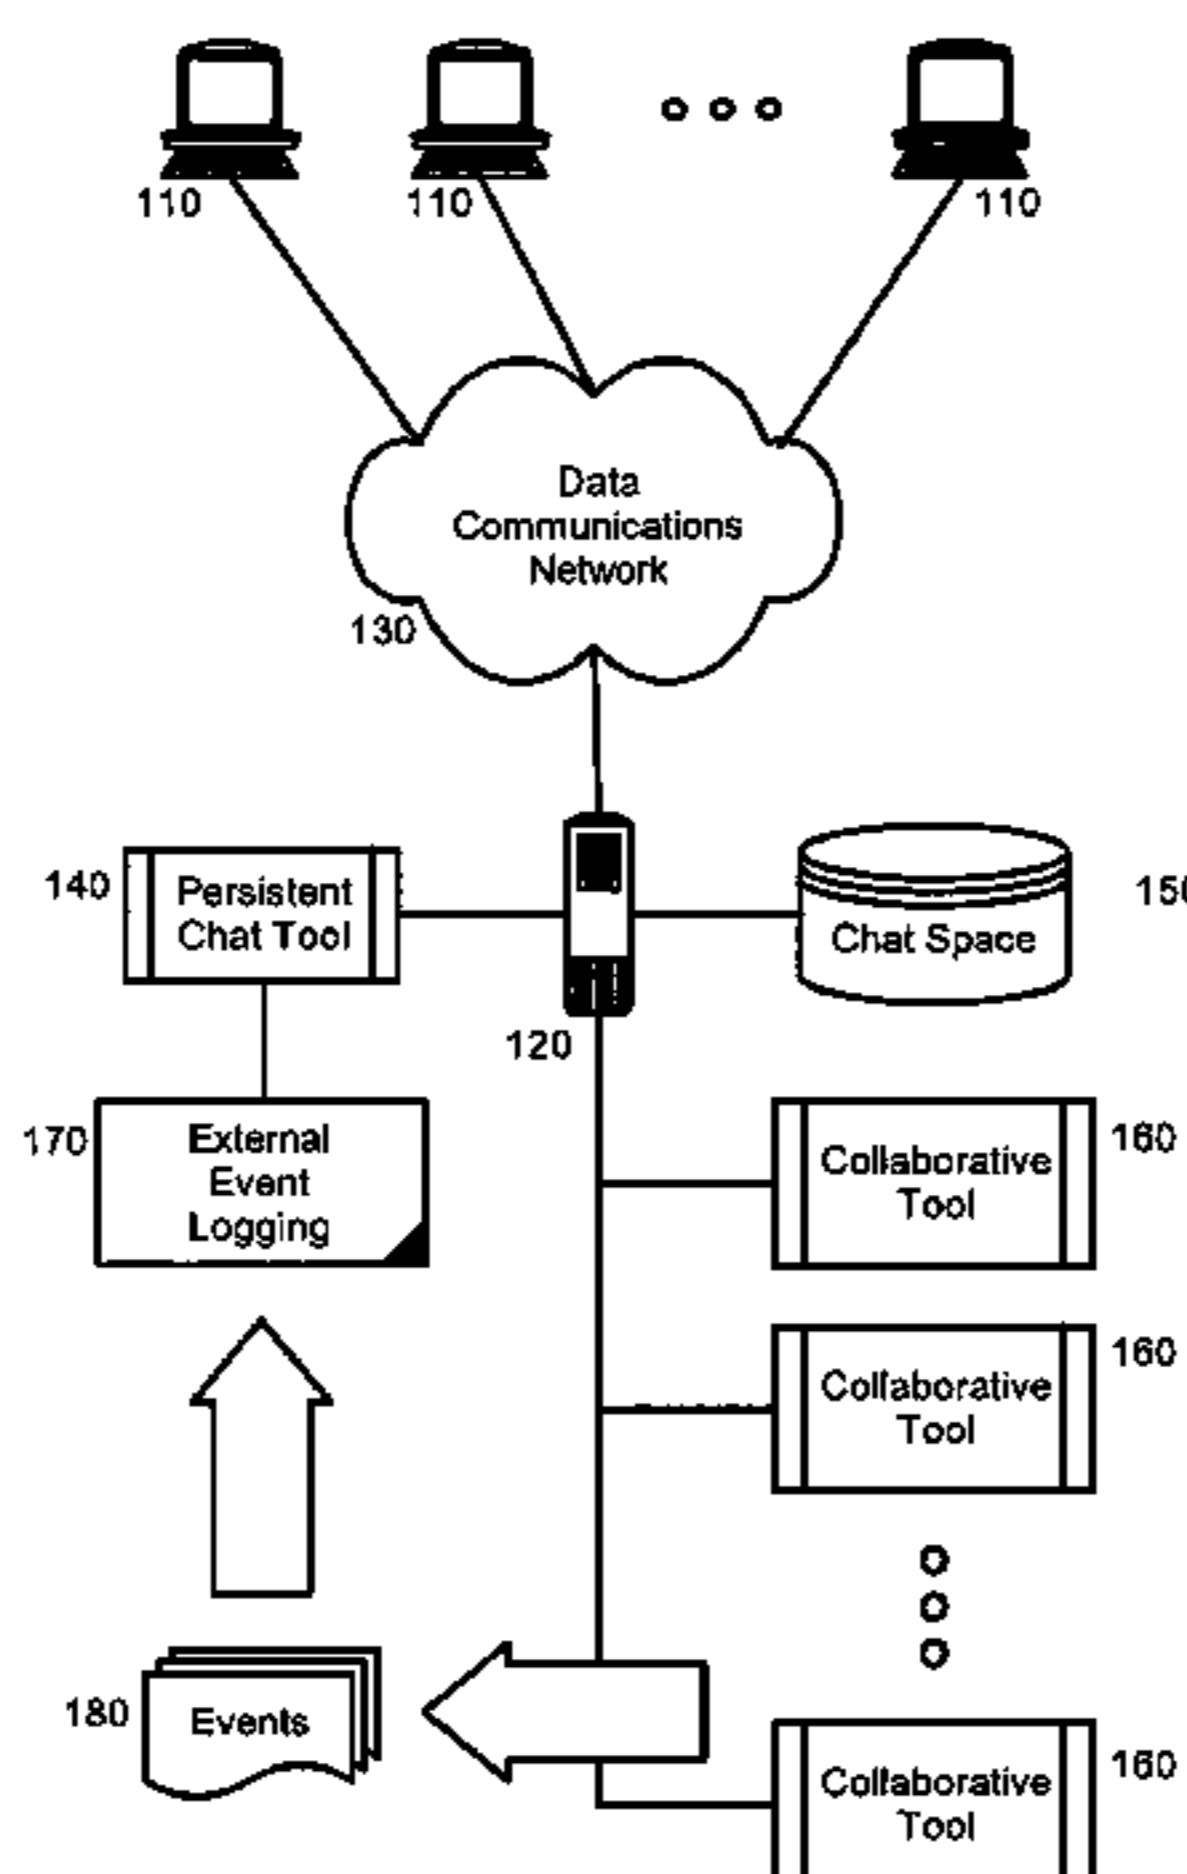 110
110
110
Data
Communications
Network
130
140
Persistent
Chat Tool
Chat Space
150
120
170
External
Event
Logging
Collaborative
Tool
160
Collaborative
Tool
160
180
Events
Collaborative
Tool
160